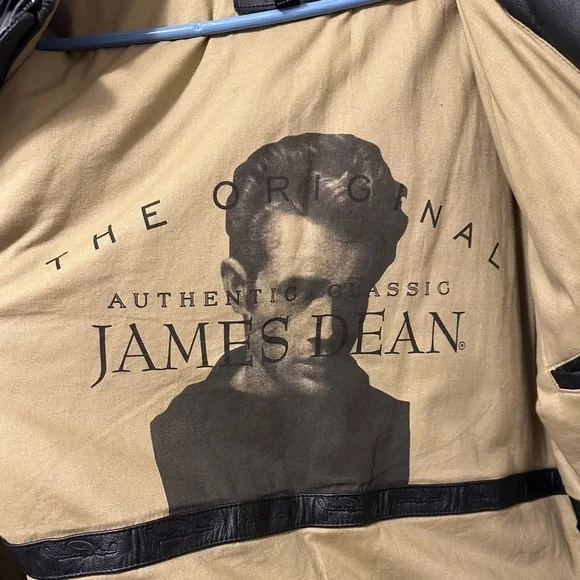 THE ORIGINAL
AUTHENTIC CLASSIC
JAMES DEAN®